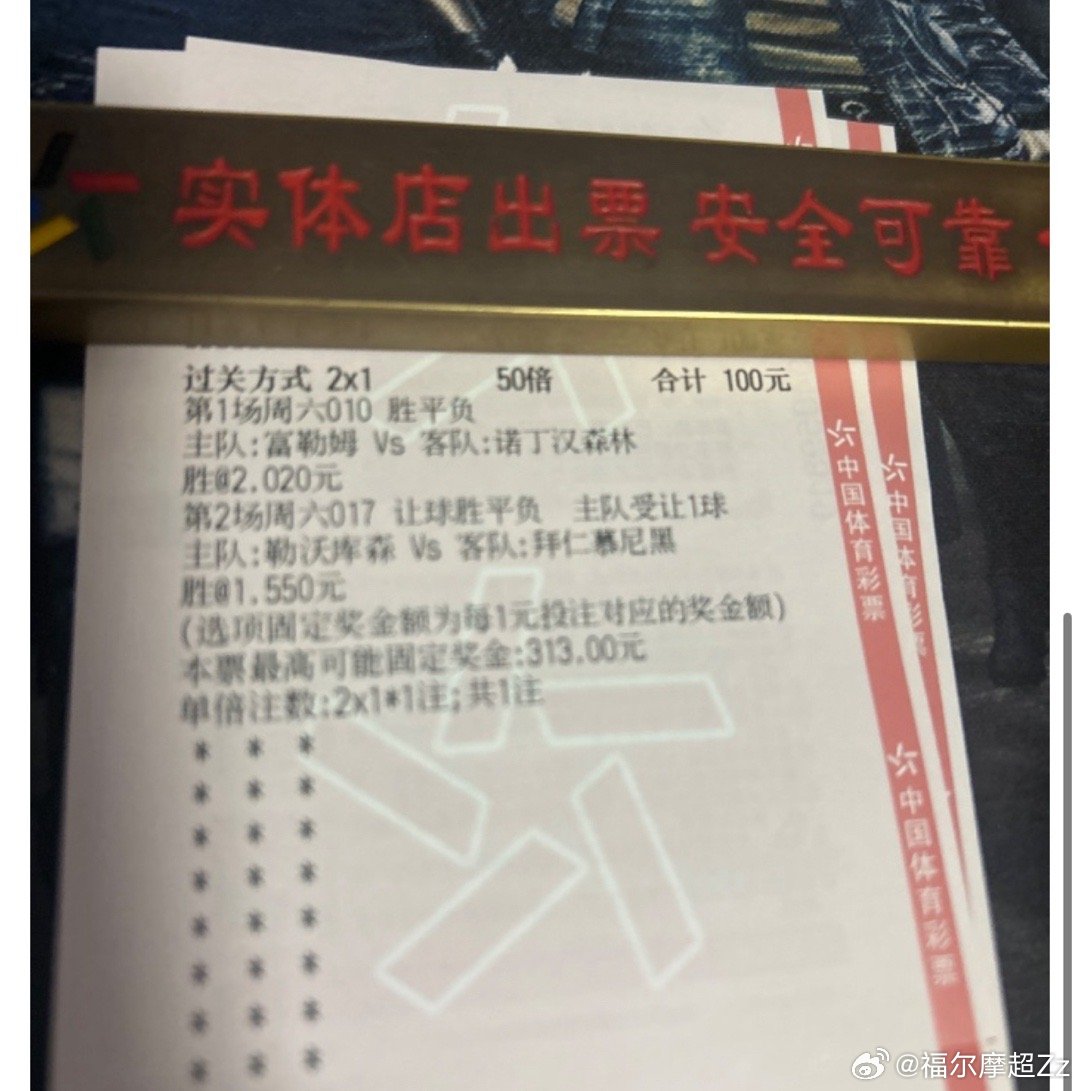 一实体店出票 安全可靠
过关方式 2x1 50倍 合计 100元
第1场周六010 胜平负
主队:富勒姆 Vs 客队:诺丁汉森林
胜@2.020元
第2场周六017 让球胜平负 主队受让1球
主队:勒沃库森 Vs 客队:拜仁慕尼黑
胜@1.550元
(选项固定奖金额为每1元投注对应的奖金额)
本票最高可能固定奖金:313.00元
单倍注数:2x1*1注;共1注
* * *
* * *
* * *
* * *
* * *
* * *
* * *
* * *
中国体育彩票
中国体育彩票
中国体育彩票
@福尔摩超Zz